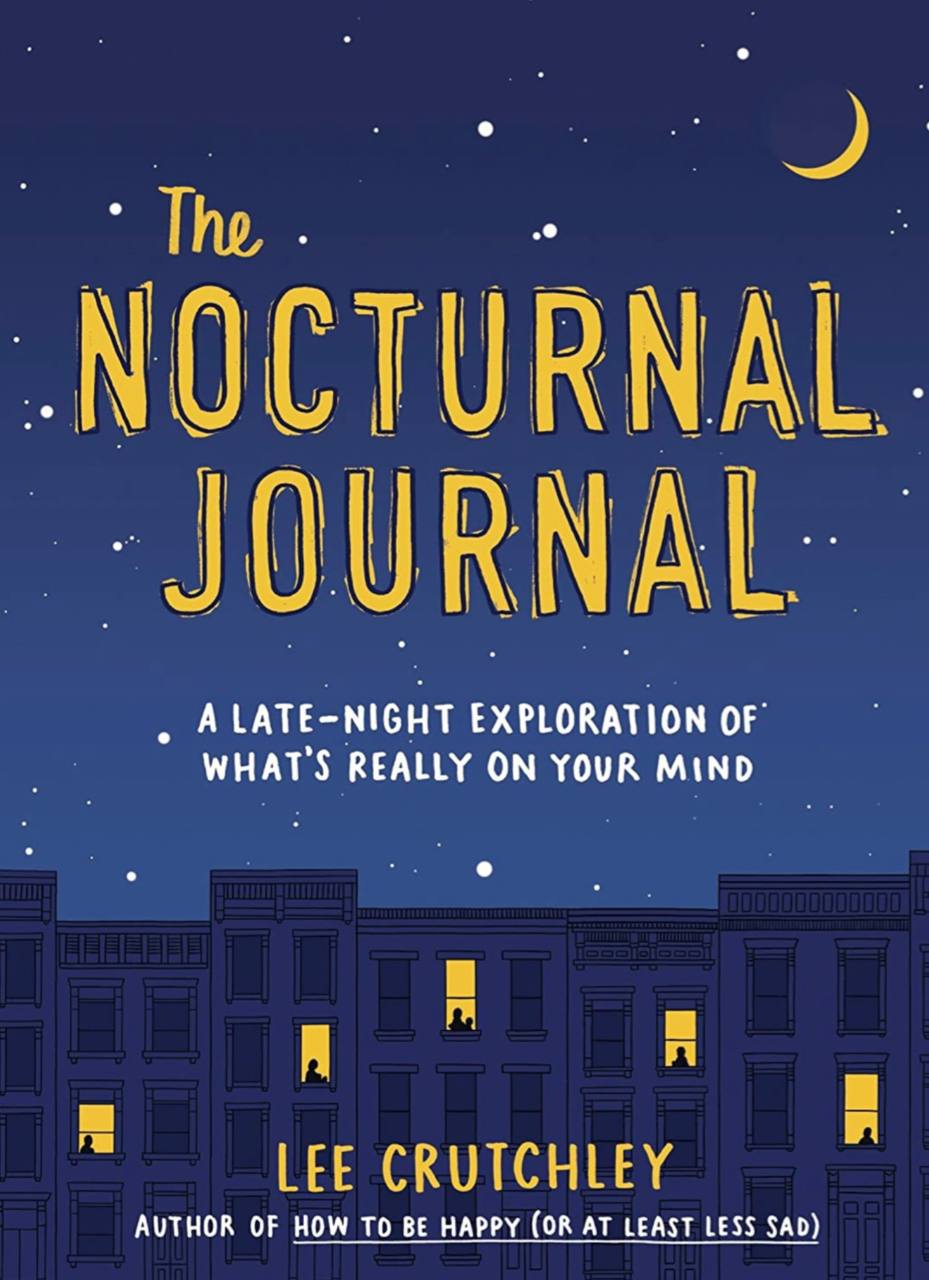 The
NOCTURNAL
JOURNAL
A LATE-NIGHT EXPLORATION OF
WHAT'S REALLY ON YOUR MIND
LEE CRUTCHLEY
AUTHOR OF HOW TO BE HAPPY (OR AT LEAST LESS SAD)